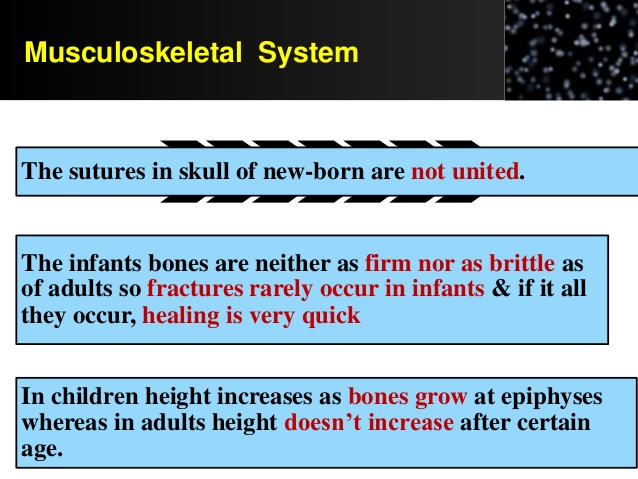 Musculoskeletal System
The sutures in skull of new-born are not united.
The infants bones are neither as firm nor as brittle as
of adults so fractures rarely occur in infants & if it all
they occur, healing is very quick
In children height increases as bones grow at epiphyses
whereas in adults height doesn’t increase after certain
age.